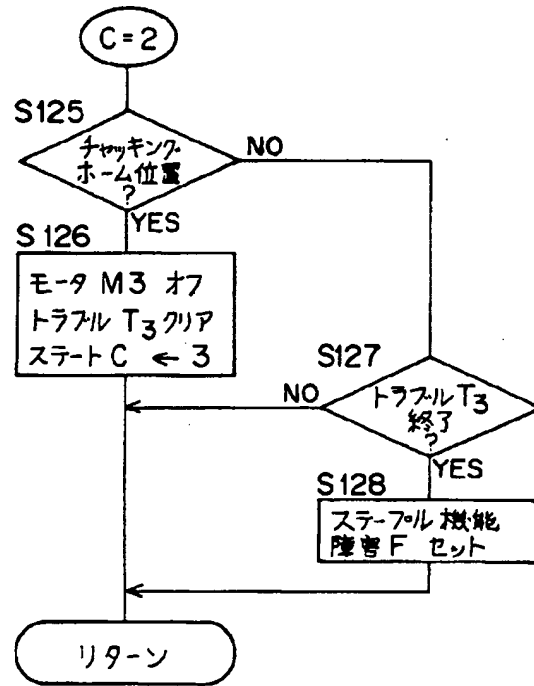 C=2
S125
チャッキング
ホーム位置
?
NO
YES
S126
モータ M3 オフ
トラブル T3 クリア
ステート C ← 3
S127
NO
トラブル T3
終了
?
YES
S128
ステープル 機能
障害 F セット
リターン